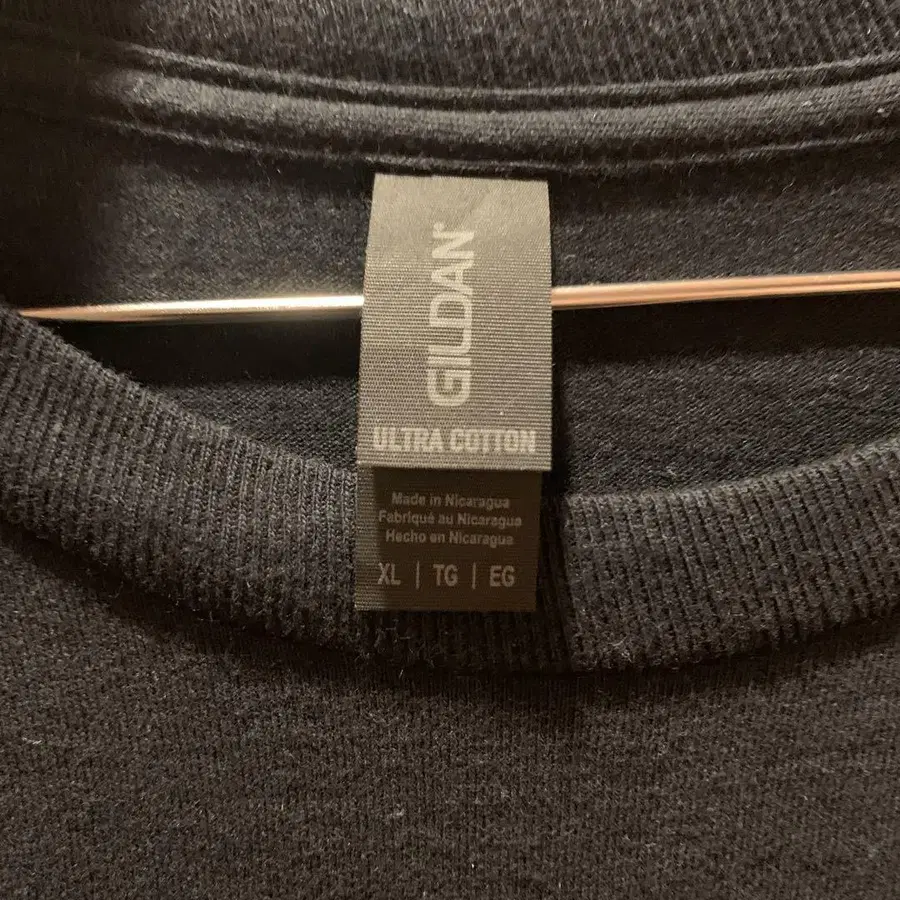 GILDAN®
ULTRA COTTON
Made in Nicaragua
Fabriqué au Nicaragua
Hecho en Nicaragua
XL | TG | EG